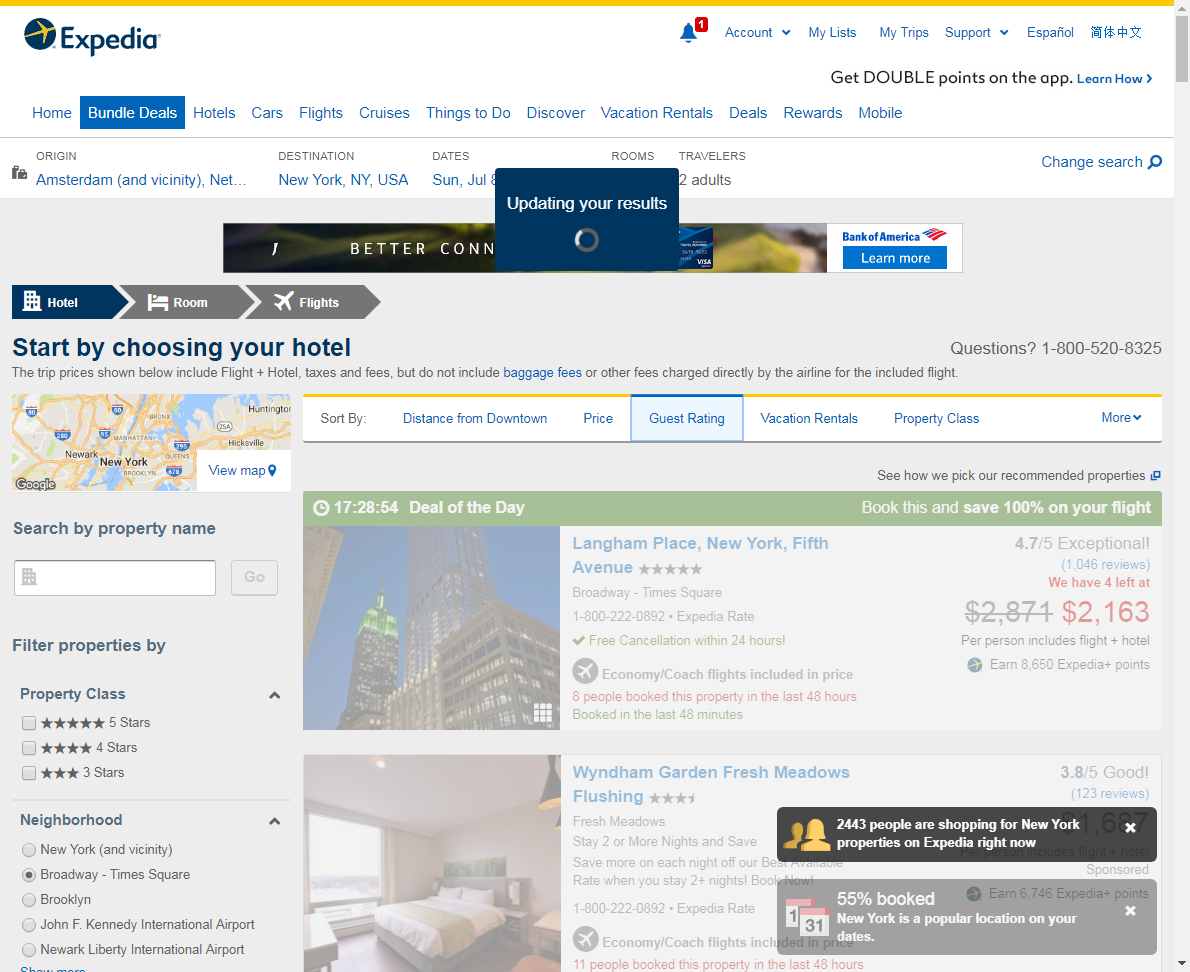 Expedia
1
Account
My Lists
My Trips
Support
Español
简体中文
Get DOUBLE points on the app. Learn How
Home
Bundle Deals
Hotels
Cars
Flights
Cruises
Things to Do
Discover
Vacation Rentals
Deals
Rewards
Mobile
ORIGIN
DESTINATION
DATES
ROOMS
TRAVELERS
Amsterdam (and vicinity), Net...
New York, NY, USA
Sun, Jul
2 adults
Change search
Updating your results
BETTER CONN
VISA
Bank of America
Learn more
Hotel
Room
Flights
Start by choosing your hotel
Questions? 1-800-520-8325
The trip prices shown below include Flight + Hotel, taxes and fees, but do not include baggage fees or other fees charged directly by the airline for the included flight.
80
80
BRONX
Huntington
25A
280
95
MANHATTAN
295
Hicksville
QUEENS
Newark
New York
BROOKLYN
678
Google
View map
Sort By:
Distance from Downtown
Price
Guest Rating
Vacation Rentals
Property Class
More
See how we pick our recommended properties
Search by property name
Go
Filter properties by
Property Class
5 Stars
4 Stars
3 Stars
Neighborhood
New York (and vicinity)
Broadway - Times Square
Brooklyn
John F. Kennedy International Airport
Newark Liberty International Airport
Show more
17:28:54 Deal of the Day
Book this and save 100% on your flight
Langham Place, New York, Fifth
Avenue
Broadway - Times Square
1-800-222-0892 • Expedia Rate
Free Cancellation within 24 hours!
Economy/Coach flights included in price
8 people booked this property in the last 48 hours
Booked in the last 48 minutes
4.7/5 Exceptional!
(1,046 reviews)
We have 4 left at
$2,871 $2,163
Per person includes flight + hotel
Earn 8,650 Expedia+ points
Wyndham Garden Fresh Meadows
Flushing
Fresh Meadows
Stay 2 or More Nights and Save
Save more on each night off our Best Available
Rate when you stay 2+ nights! Book Now!
1-800-222-0892 • Expedia Rate
Economy/Coach flights included in price
11 people booked this property in the last 48 hours
3.8/5 Good!
(123 reviews)
$1,687
Per person includes flight + hotel
Sponsored
Earn 6,746 Expedia+ points
2443 people are shopping for New York
properties on Expedia right now
1
31
55% booked
New York is a popular location on your
dates.